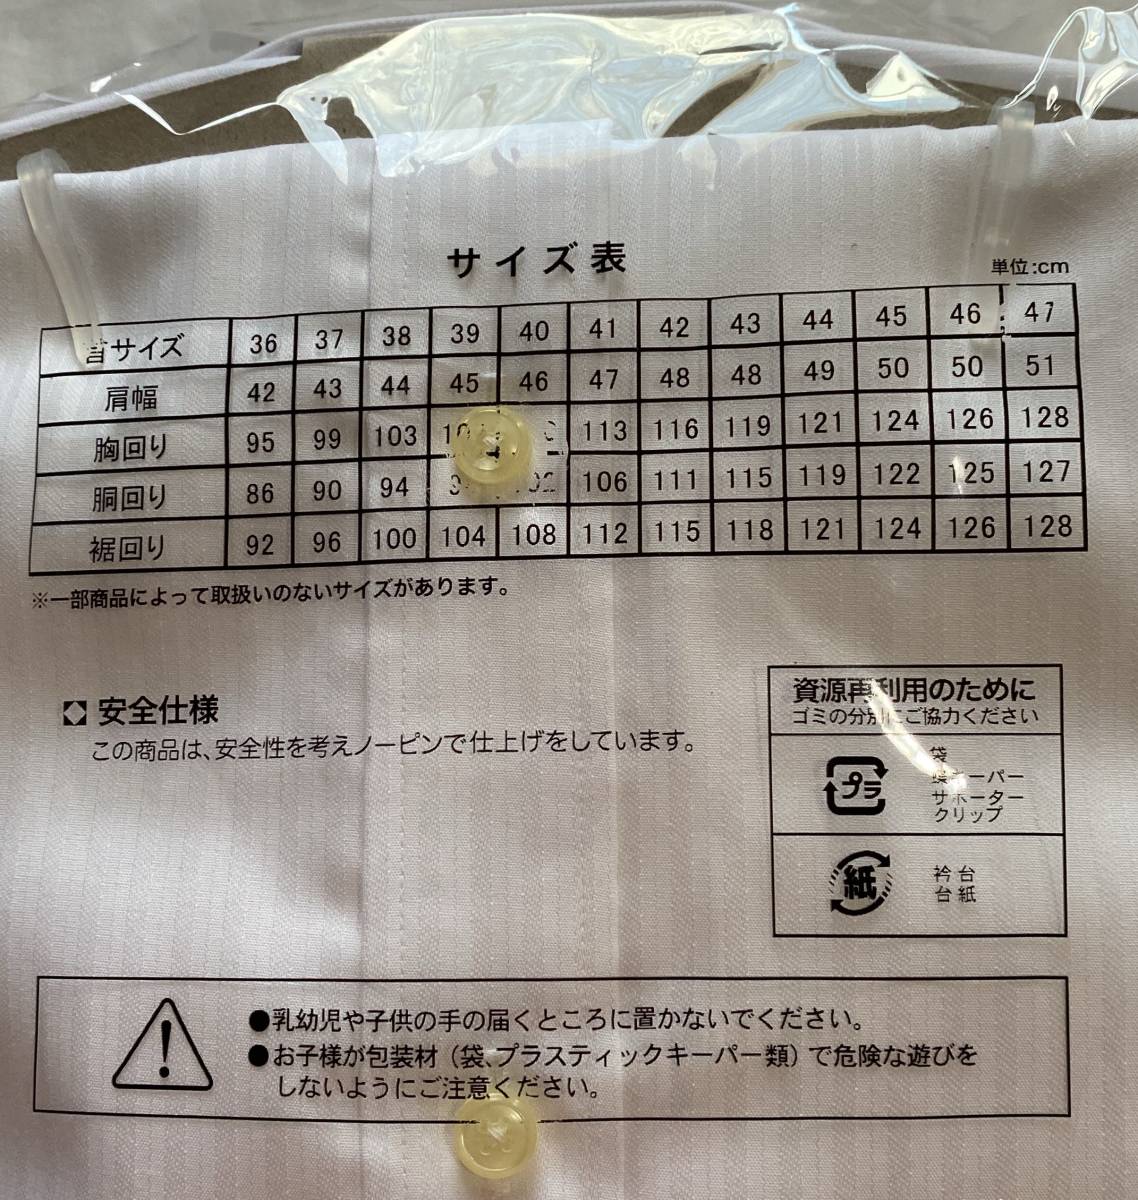 サイズ表
単位:cm
首サイズ 36 37 38 39 40 41 42 43 44 45 46 47
肩幅 42 43 44 45 46 47 48 48 49 50 50 51
胸回り 95 99 103 113 116 119 121 124 126 128
胴回り 86 90 94 102 106 111 115 119 122 125 127
裾回り 92 96 100 104 108 112 115 118 121 124 126 128
※一部商品によって取扱いのないサイズがあります。
安全仕様
この商品は、安全性を考えノーピンで仕上げをしています。
資源再利用のために
ゴミの分別にご協力ください
プラ
袋
蝶キーパー
サポーター
クリップ
紙
衿台
台紙
●乳幼児や子供の手の届くところに置かないでください。
●お子様が包装材(袋、プラスティックキーパー類)で危険な遊びを
しないようにご注意ください。